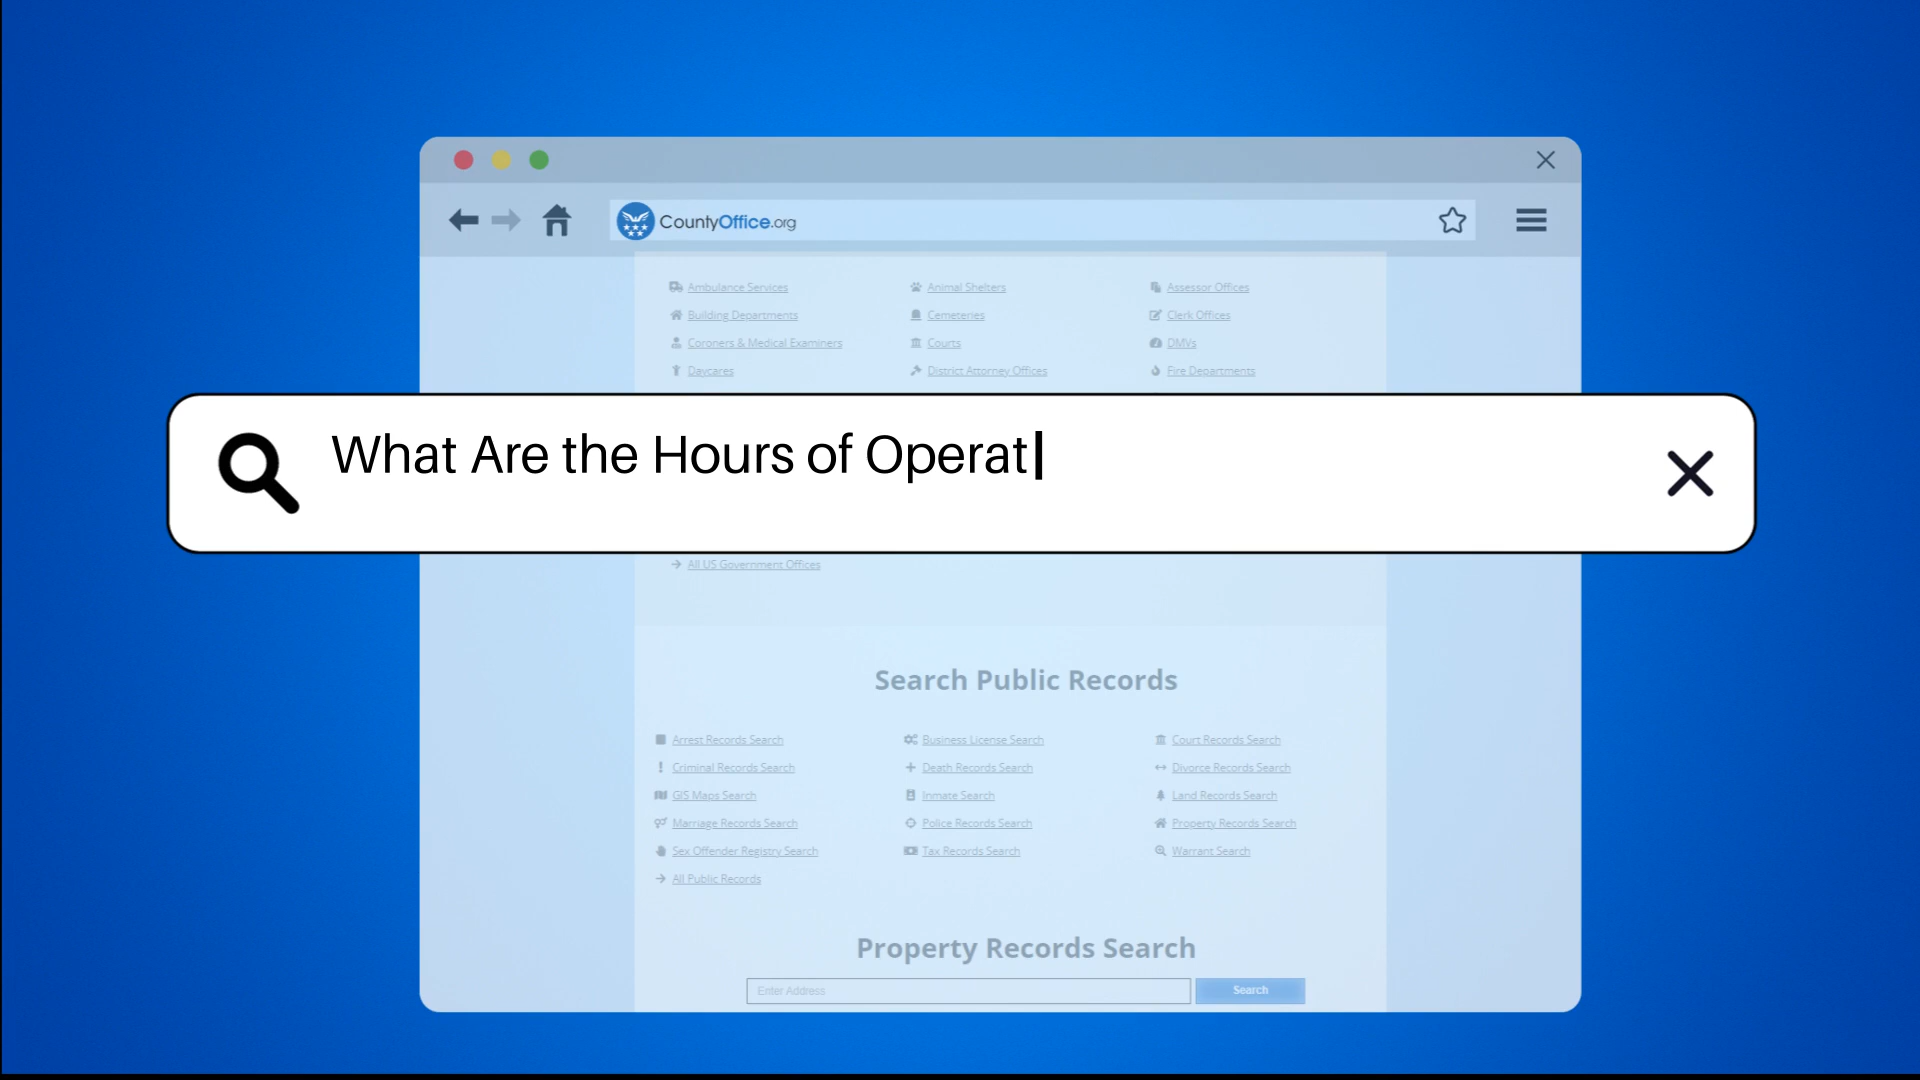 CountyOffice.org
Ambulance Services Animal Shelters Assessor Offices
Building Departments Cemeteries Clerk Offices
Coroners & Medical Examiners Courts DMVs
Daycares District Attorney Offices Fire Departments
What Are the Hours of Operat
All US Government Offices
Search Public Records
Arrest Records Search Business License Search Court Records Search
Criminal Records Search Death Records Search Divorce Records Search
GIS Maps Search Inmate Search Land Records Search
Marriage Records Search Police Records Search Property Records Search
Sex Offender Registry Search Tax Records Search Warrant Search
All Public Records
Property Records Search
Enter Address Search